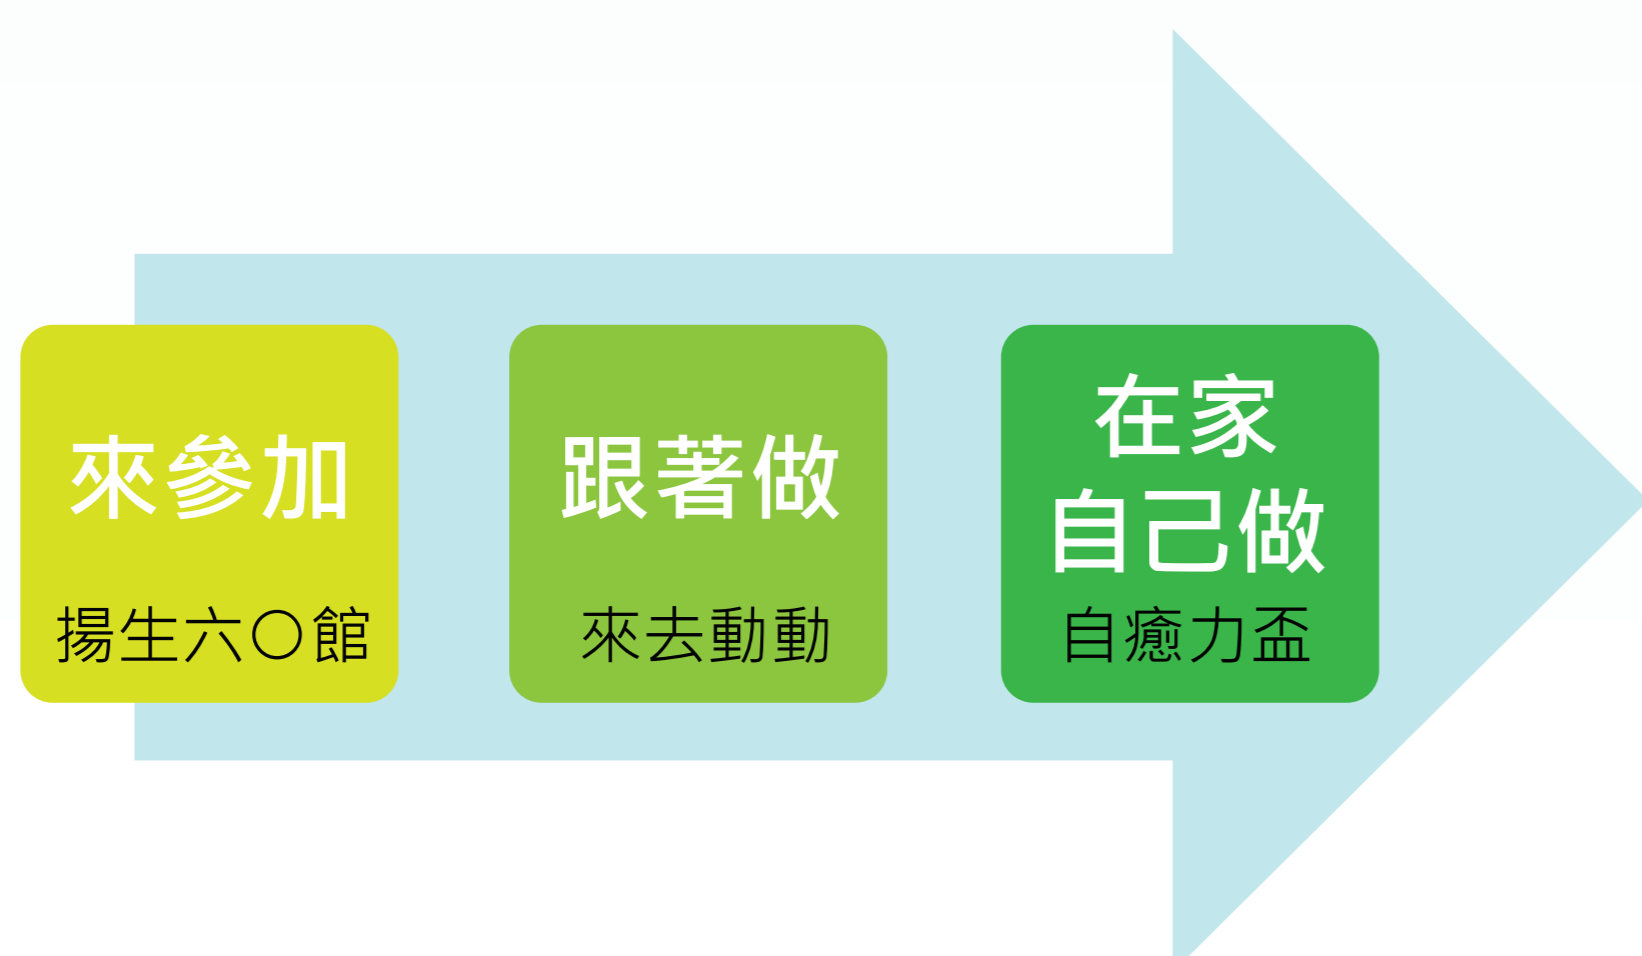 來參加
揚生六〇館
跟著做
來去動動
在家
自己做
自癒力盃